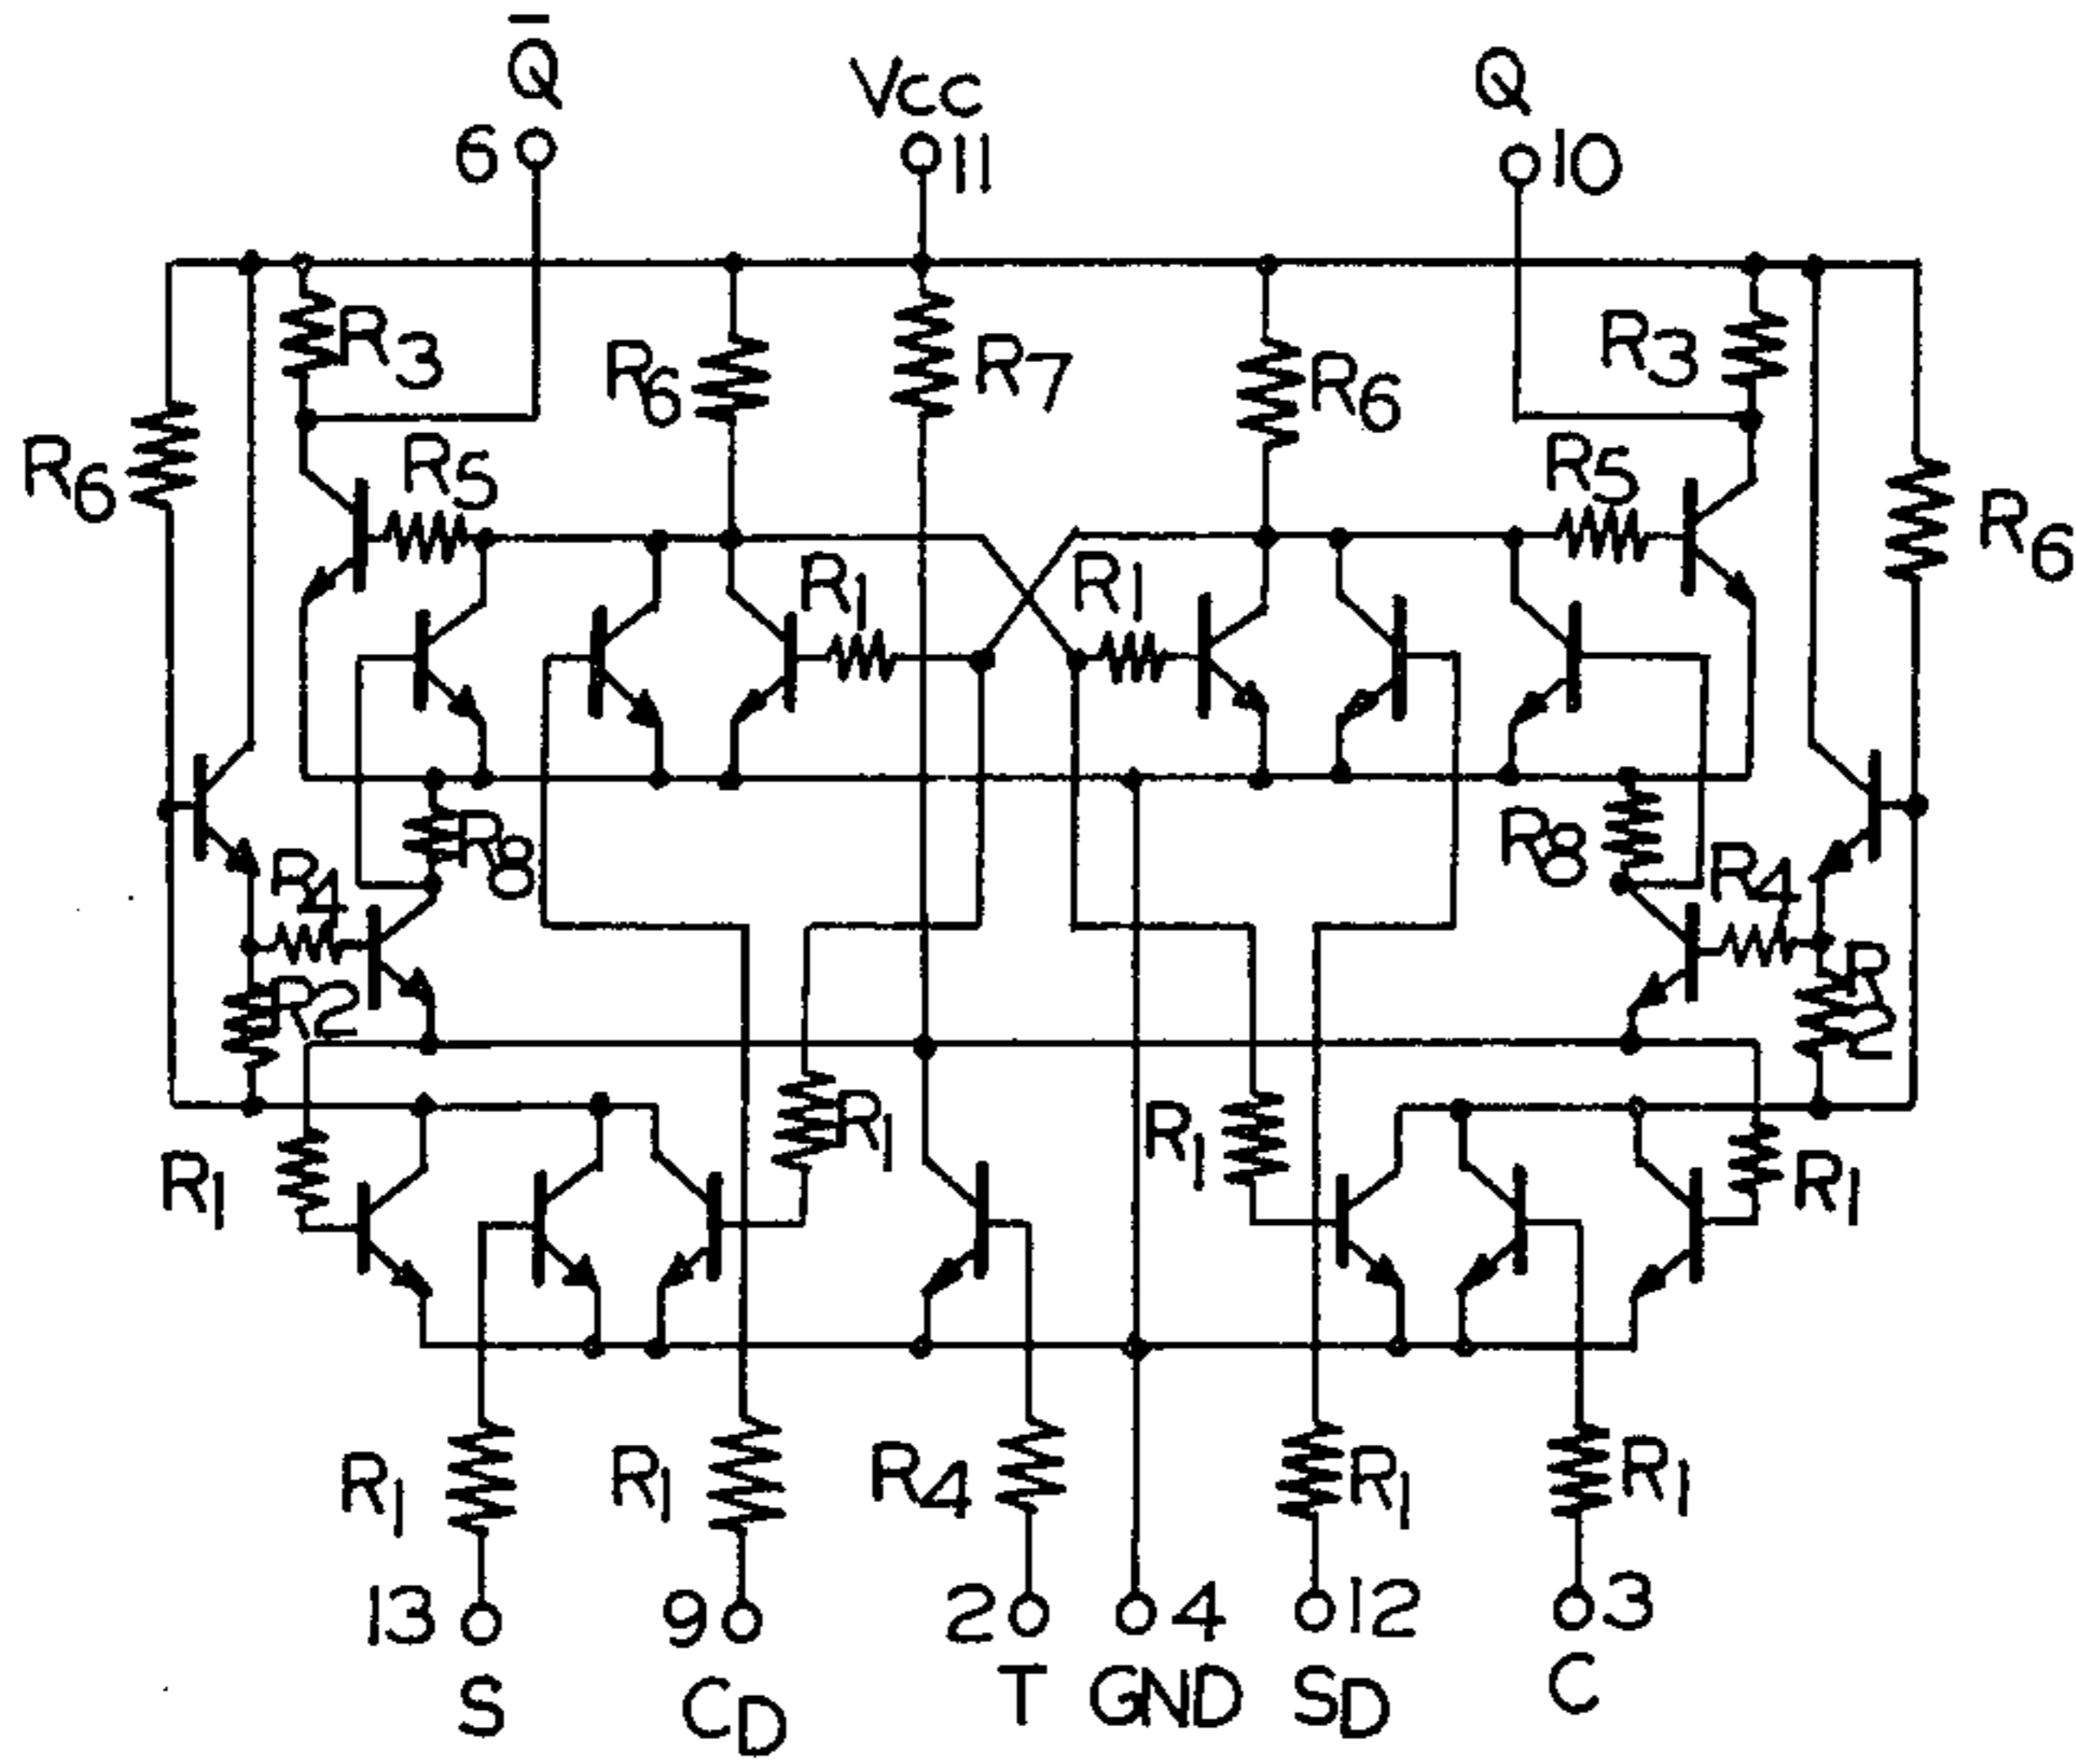 Q̅ Vcc Q
6 11 10
R3 R6 R7 R6 R3
R6 R5 R5 R6
R1 R1
R8 R8
R4 R4
R2 R2
R1 R1 R1 R1
R1 R1 R4 R1 R1
13 9 2 4 12 3
S CD T GND SD C